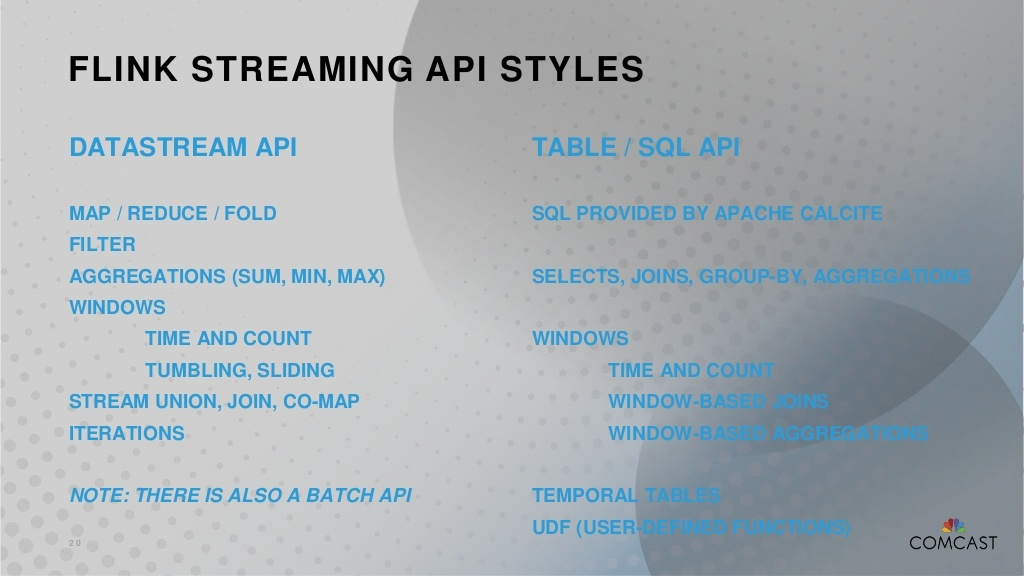 FLINK STREAMING API STYLES
DATASTREAM API
MAP / REDUCE / FOLD
FILTER
AGGREGATIONS (SUM, MIN, MAX)
WINDOWS
TIME AND COUNT
TUMBLING, SLIDING
STREAM UNION, JOIN, CO-MAP
ITERATIONS
NOTE: THERE IS ALSO A BATCH API
TABLE / SQL API
SQL PROVIDED BY APACHE CALCITE
SELECTS, JOINS, GROUP-BY, AGGREGATIONS
WINDOWS
TIME AND COUNT
WINDOW-BASED JOINS
WINDOW-BASED AGGREGATIONS
TEMPORAL TABLES
UDF (USER-DEFINED FUNCTIONS)
20
COMCAST